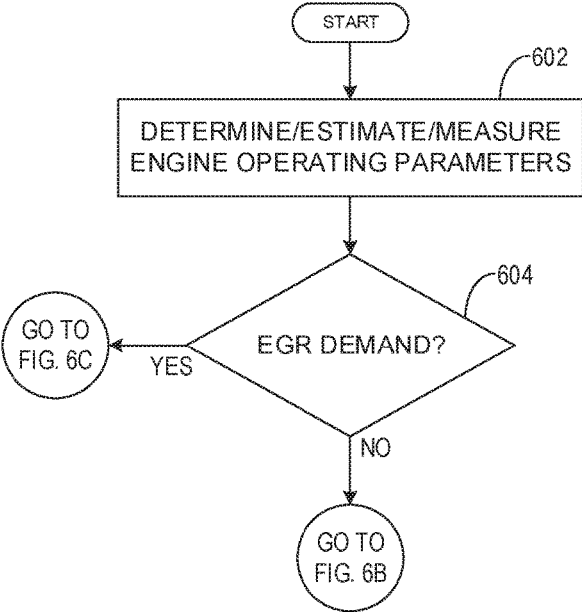 START
602
DETERMINE/ESTIMATE/MEASURE
ENGINE OPERATING PARAMETERS
604
EGR DEMAND?
GO TO
FIG. 6C
YES
NO
GO TO
FIG. 6B